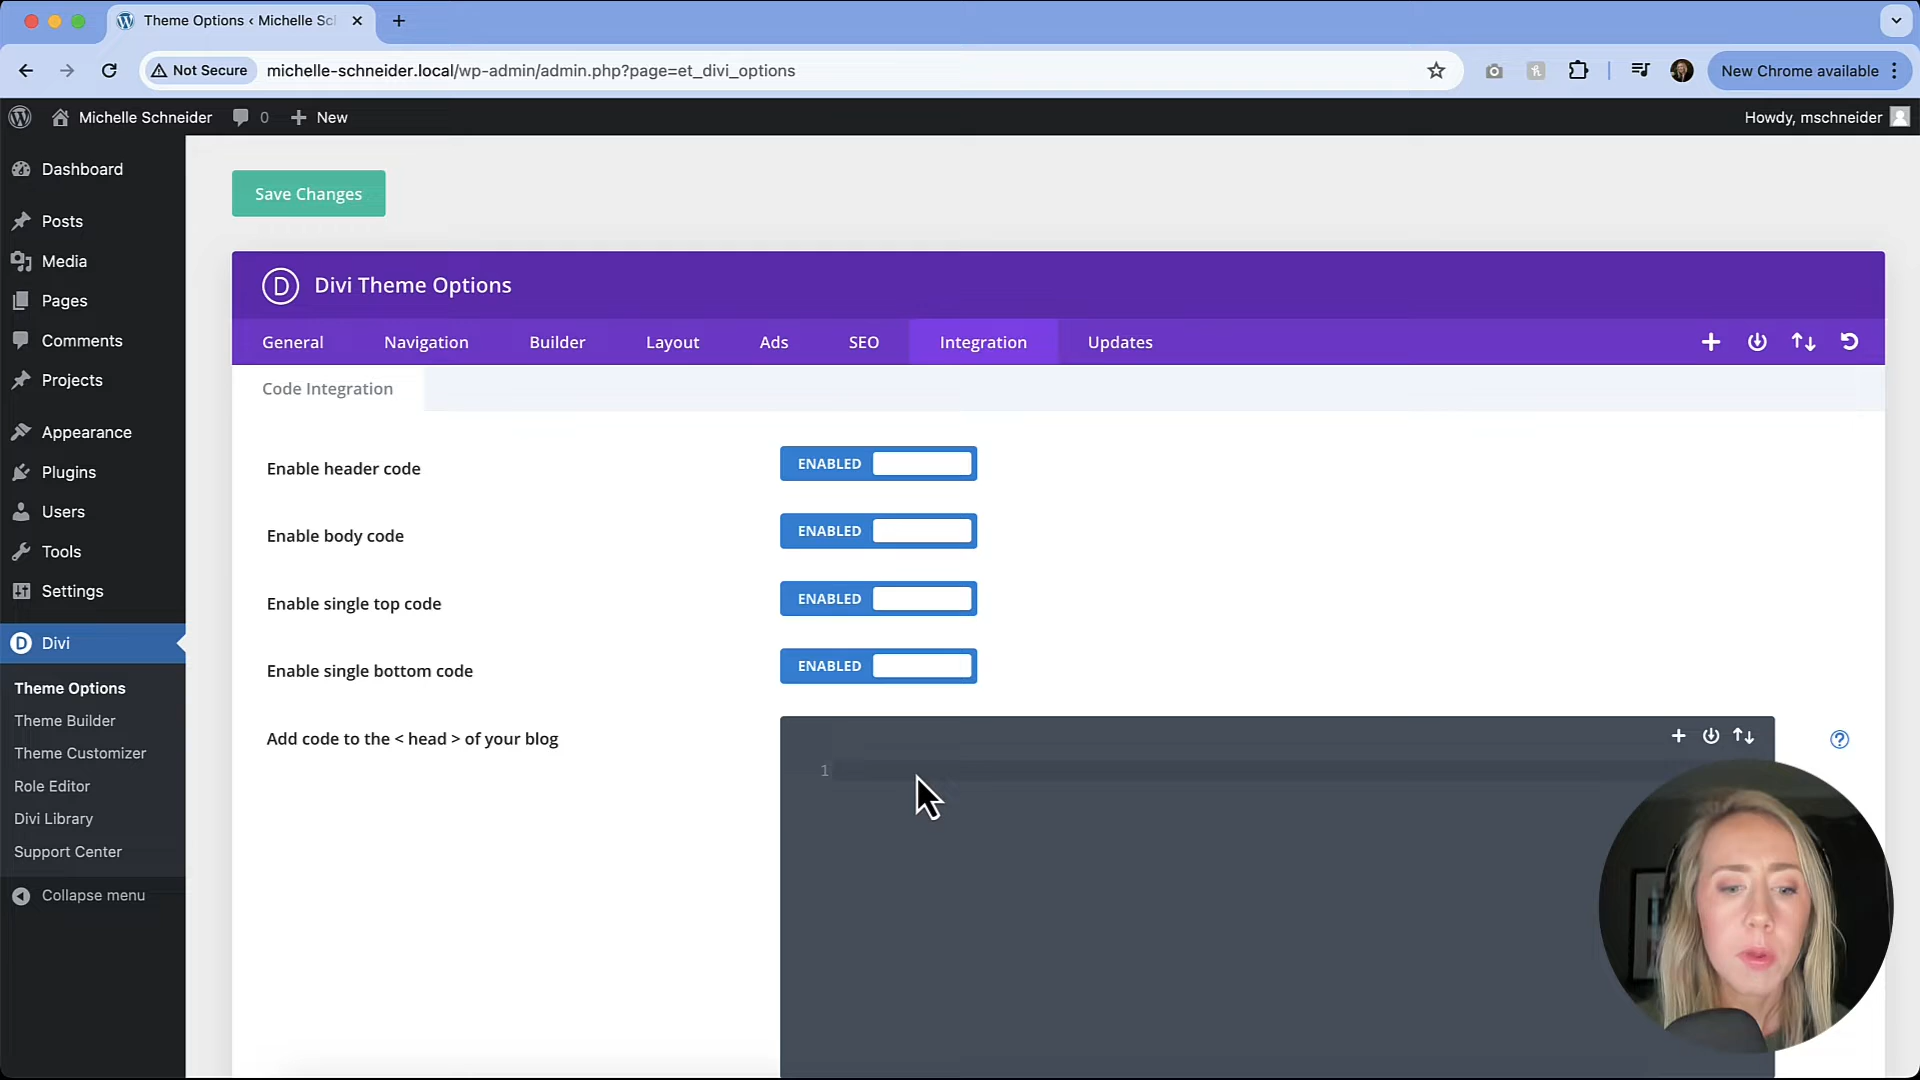 Theme Options ‹ Michelle Sc
Not Secure
michelle-schneider.local/wp-admin/admin.php?page=et_divi_options
New Chrome available
Michelle Schneider
0
New
Howdy, mschneider
Dashboard
Posts
Media
Pages
Comments
Projects
Appearance
Plugins
Users
Tools
Settings
Divi
Theme Options
Theme Builder
Theme Customizer
Role Editor
Divi Library
Support Center
Collapse menu
Save Changes
D Divi Theme Options
General Navigation Builder Layout Ads SEO Integration Updates
Code Integration
Enable header code ENABLED
Enable body code ENABLED
Enable single top code ENABLED
Enable single bottom code ENABLED
Add code to the < head > of your blog
1